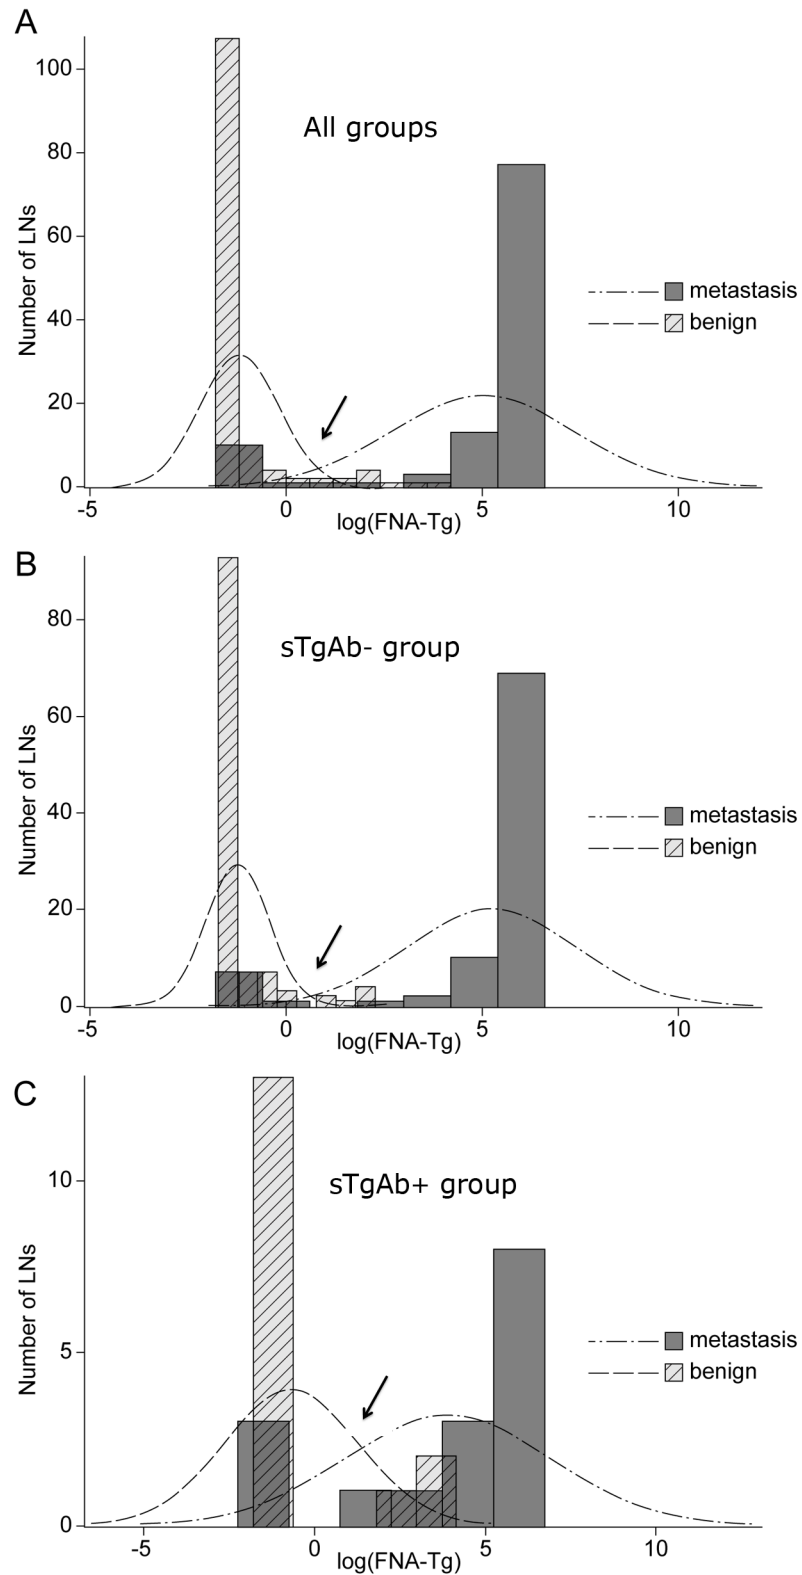 A
100
80
60
40
20
0
Number of LNs
All groups
metastasis
benign
-5 0 5 10
log(FNA-Tg)
B
80
60
40
20
0
Number of LNs
sTgAb- group
metastasis
benign
-5 0 5 10
log(FNA-Tg)
C
10
5
0
Number of LNs
sTgAb+ group
metastasis
benign
-5 0 5 10
log(FNA-Tg)